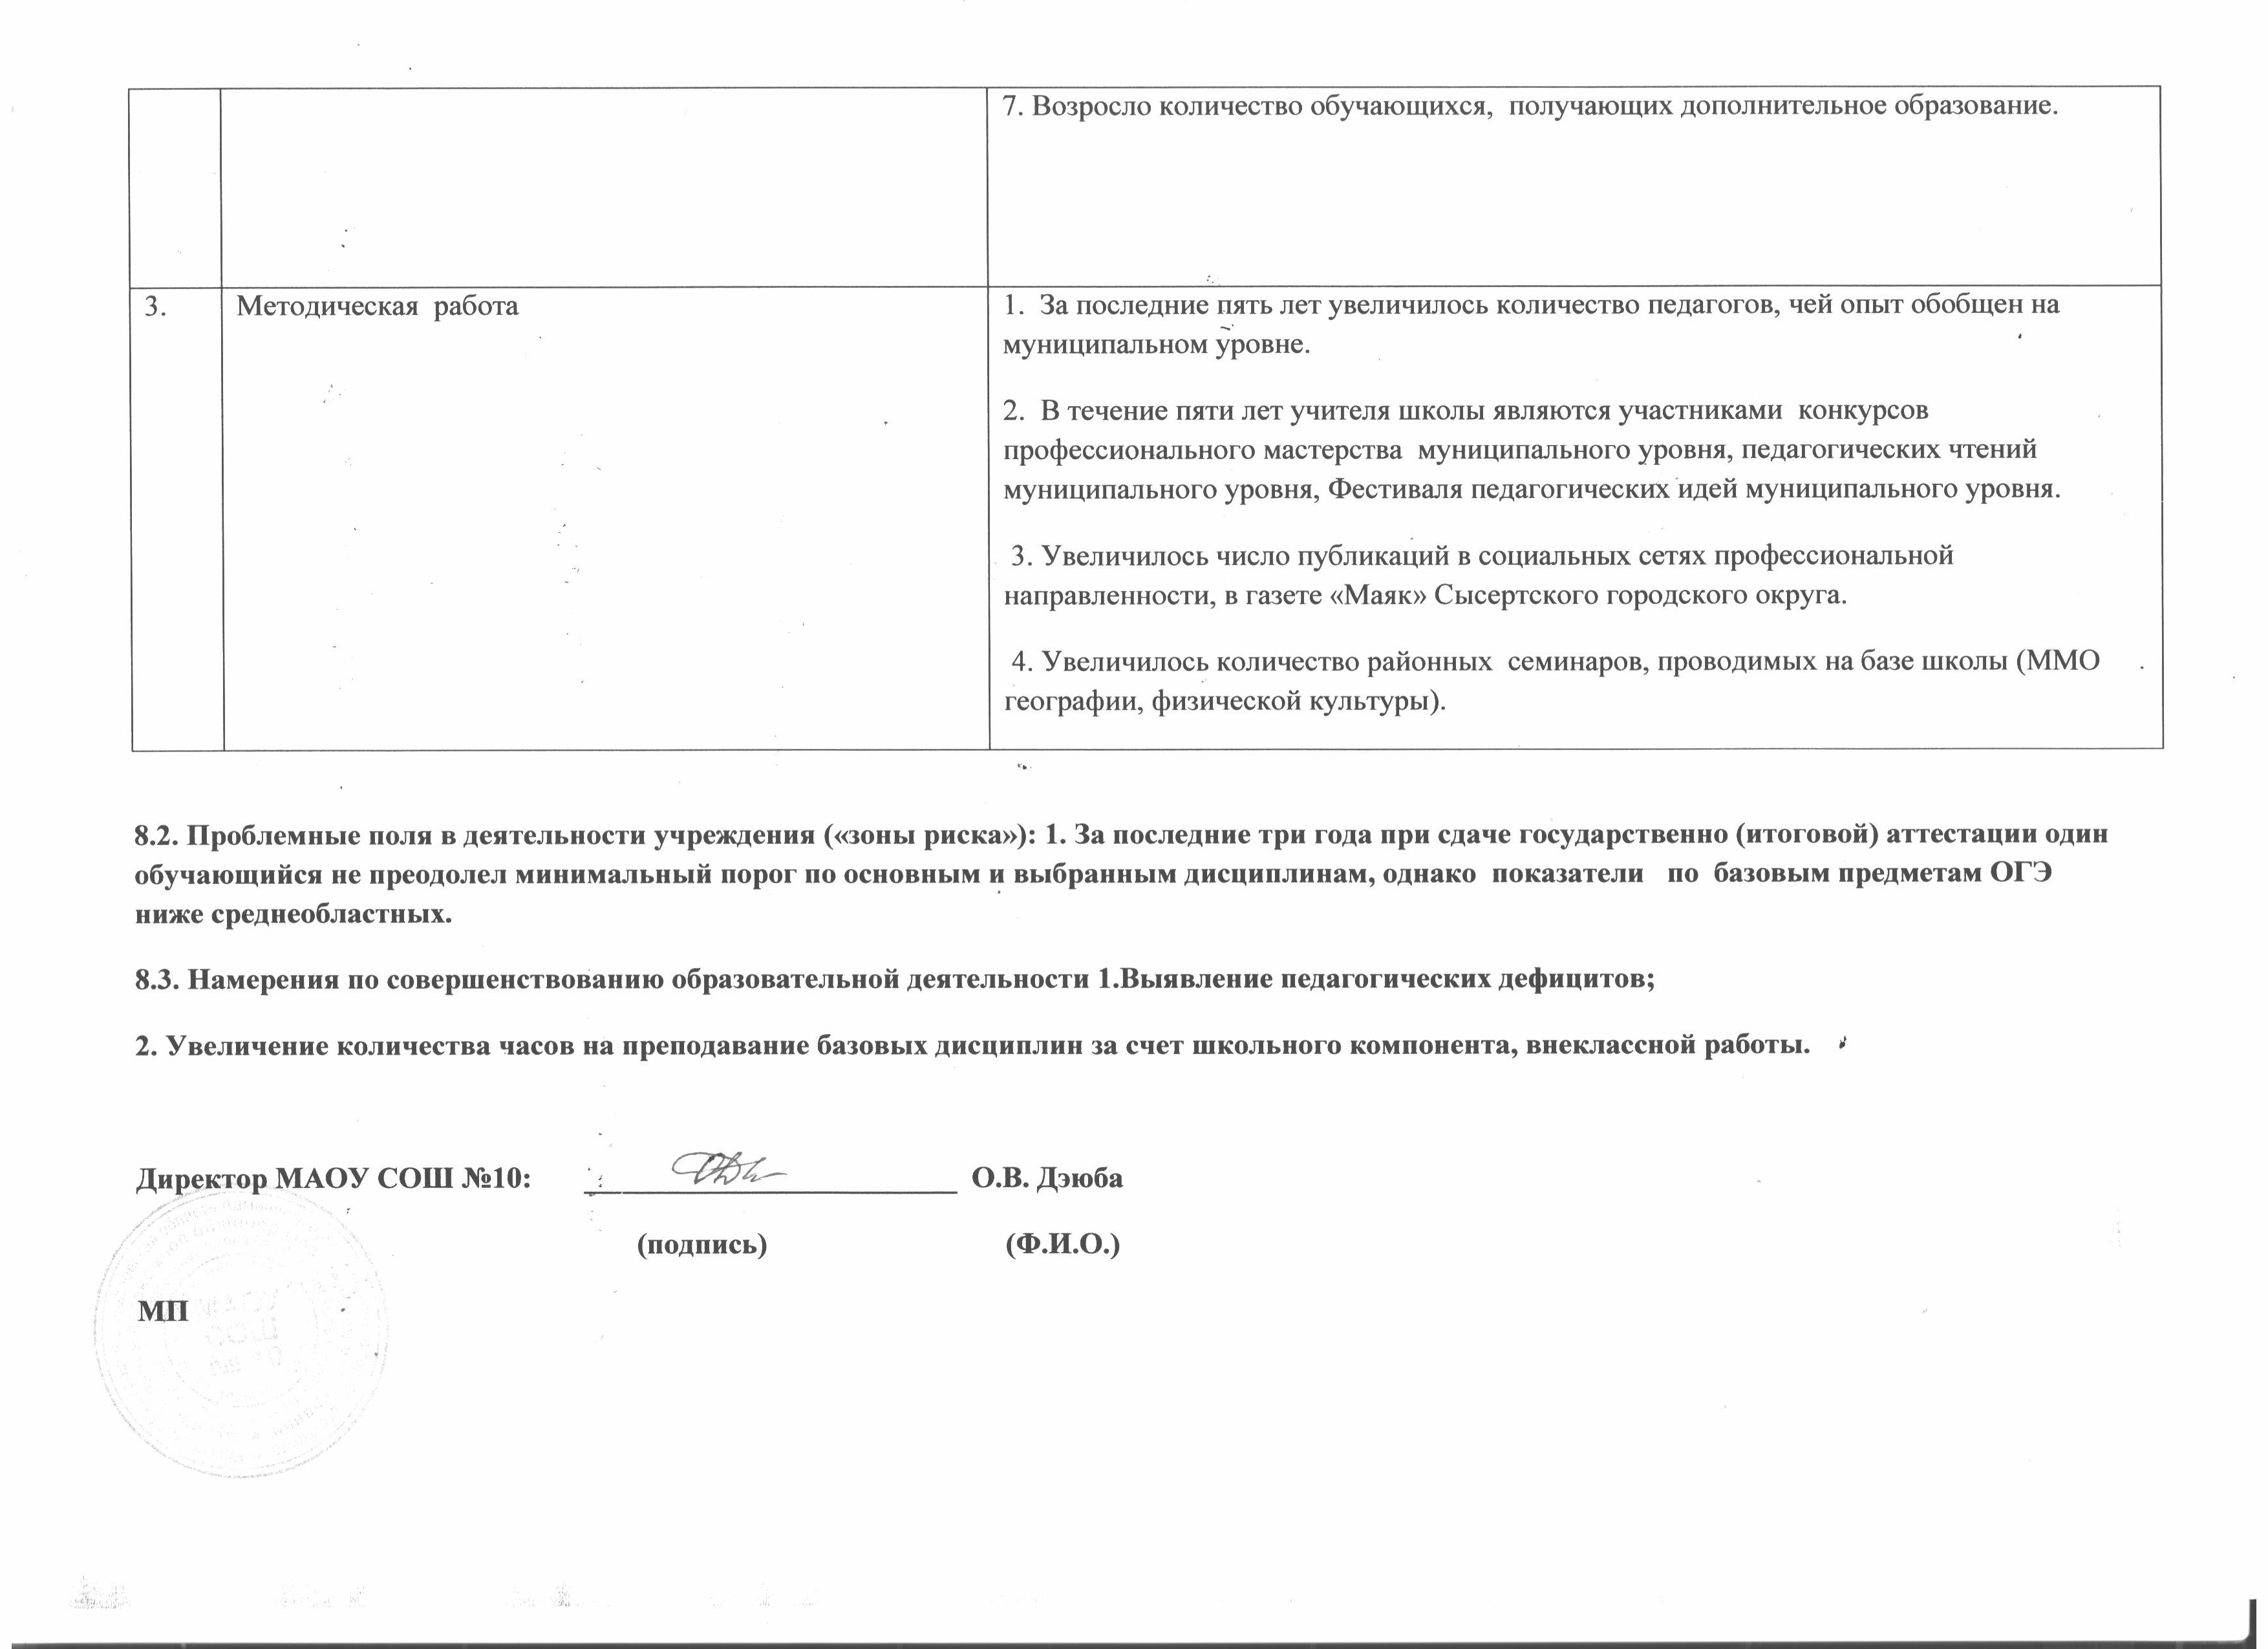 7. Возросло количество обучающихся, получающих дополнительное образование.
3.
Методическая работа
1. За последние пять лет увеличилось количество педагогов, чей опыт обобщен на
муниципальном уровне.
2. В течение пяти лет учителя школы являются участниками конкурсов
профессионального мастерства муниципального уровня, педагогических чтений
муниципального уровня, Фестиваля педагогических идей муниципального уровня.
3. Увеличилось число публикаций в социальных сетях профессиональной
направленности, в газете «Маяк» Сысертского городского округа.
4. Увеличилось количество районных семинаров, проводимых на базе школы (ММО
географии, физической культуры).
8.2. Проблемные поля в деятельности учреждения («зоны риска»): 1. За последние три года при сдаче государственно (итоговой) аттестации один
обучающийся не преодолел минимальный порог по основным и выбранным дисциплинам, однако показатели по базовым предметам ОГЭ
ниже среднеобластных.
8.3. Намерения по совершенствованию образовательной деятельности 1.Выявление педагогических дефицитов;
2. Увеличение количества часов на преподавание базовых дисциплин за счет школьного компонента, внеклассной работы.
Директор МАОУ СОШ №10: О.В. Дэюба
(подпись) (Ф.И.О.)
МП